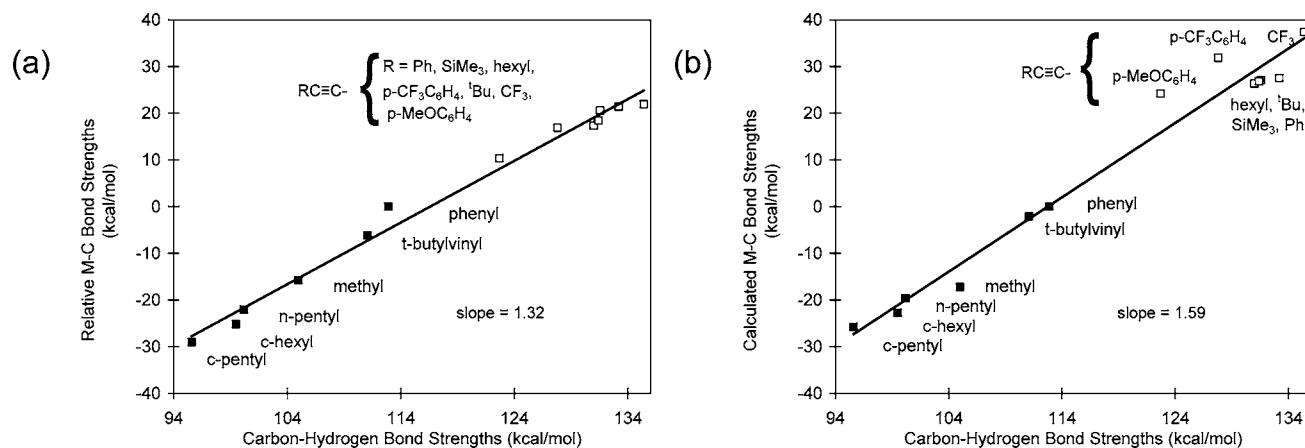 (a)
Relative M-C Bond Strengths
(kcal/mol)
40
30
20
10
0
-10
-20
-30
-40
RC≡C-
{
R = Ph, SiMe3, hexyl,
p-CF3C6H4, tBu, CF3,
p-MeOC6H4
phenyl
t-butylvinyl
methyl
n-pentyl
c-hexyl
c-pentyl
slope = 1.32
94 104 114 124 134
Carbon-Hydrogen Bond Strengths (kcal/mol)
(b)
Calculated M-C Bond Strengths
(kcal/mol)
40
30
20
10
0
-10
-20
-30
-40
RC≡C-
{
p-CF3C6H4 CF3
p-MeOC6H4
hexyl, tBu,
SiMe3, Ph
phenyl
t-butylvinyl
methyl
n-pentyl
c-hexyl
c-pentyl
slope = 1.59
94 104 114 124 134
Carbon-Hydrogen Bond Strengths (kcal/mol)